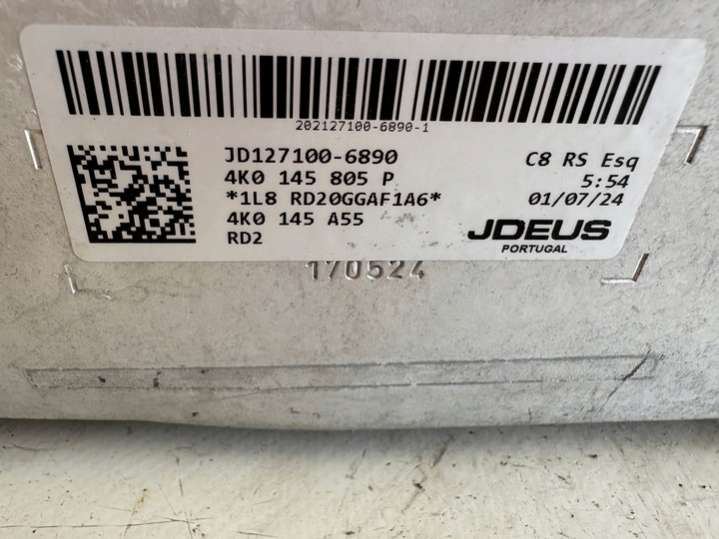 202127100-6890-1
JD127100-6890
4K0 145 805 P
*1L8 RD20GGAF1A6*
4K0 145 A55
RD2
C8 RS Esq
5:54
01/07/24
JDEUS
PORTUGAL
170524